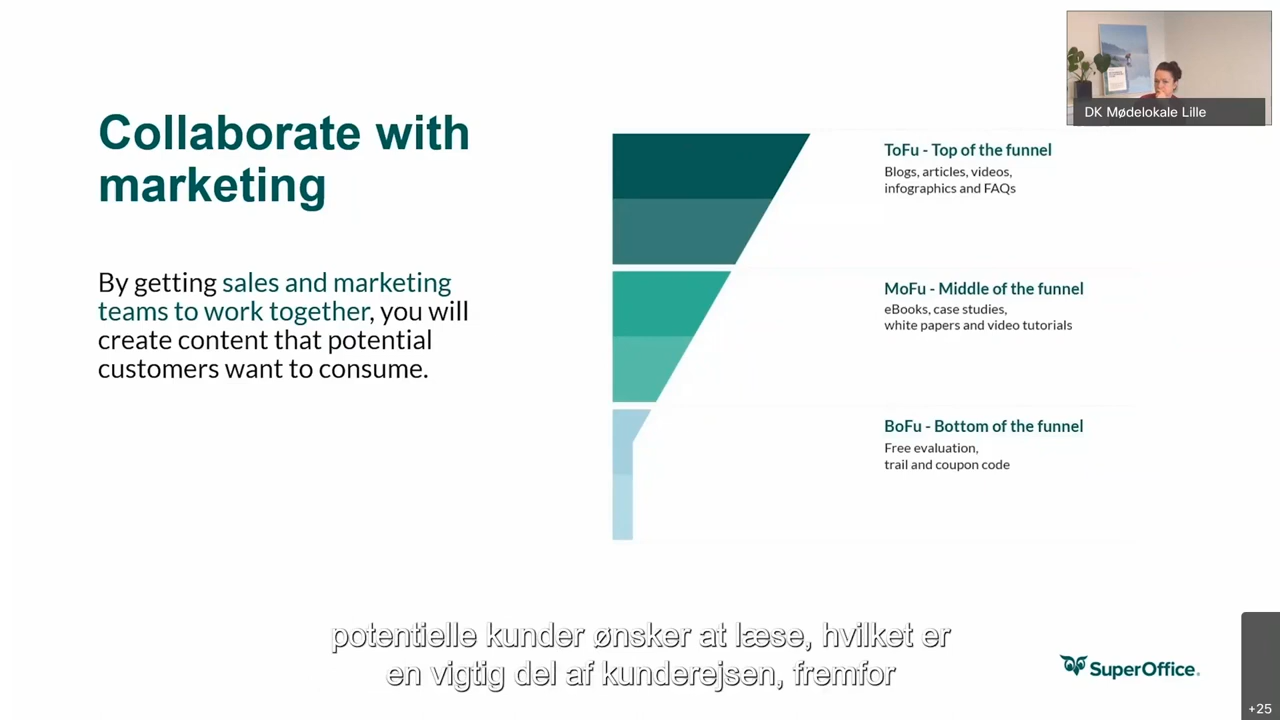 Collaborate with
marketing
By getting sales and marketing
teams to work together, you will
create content that potential
customers want to consume.
ToFu - Top of the funnel
Blogs, articles, videos,
infographics and FAQs
MoFu - Middle of the funnel
eBooks, case studies,
white papers and video tutorials
BoFu - Bottom of the funnel
Free evaluation,
trail and coupon code
DK Mødelokale Lille
potentielle kunder ønsker at læse, hvilket er
en vigtig del af kunderejsen, fremfor
SuperOffice.
+25